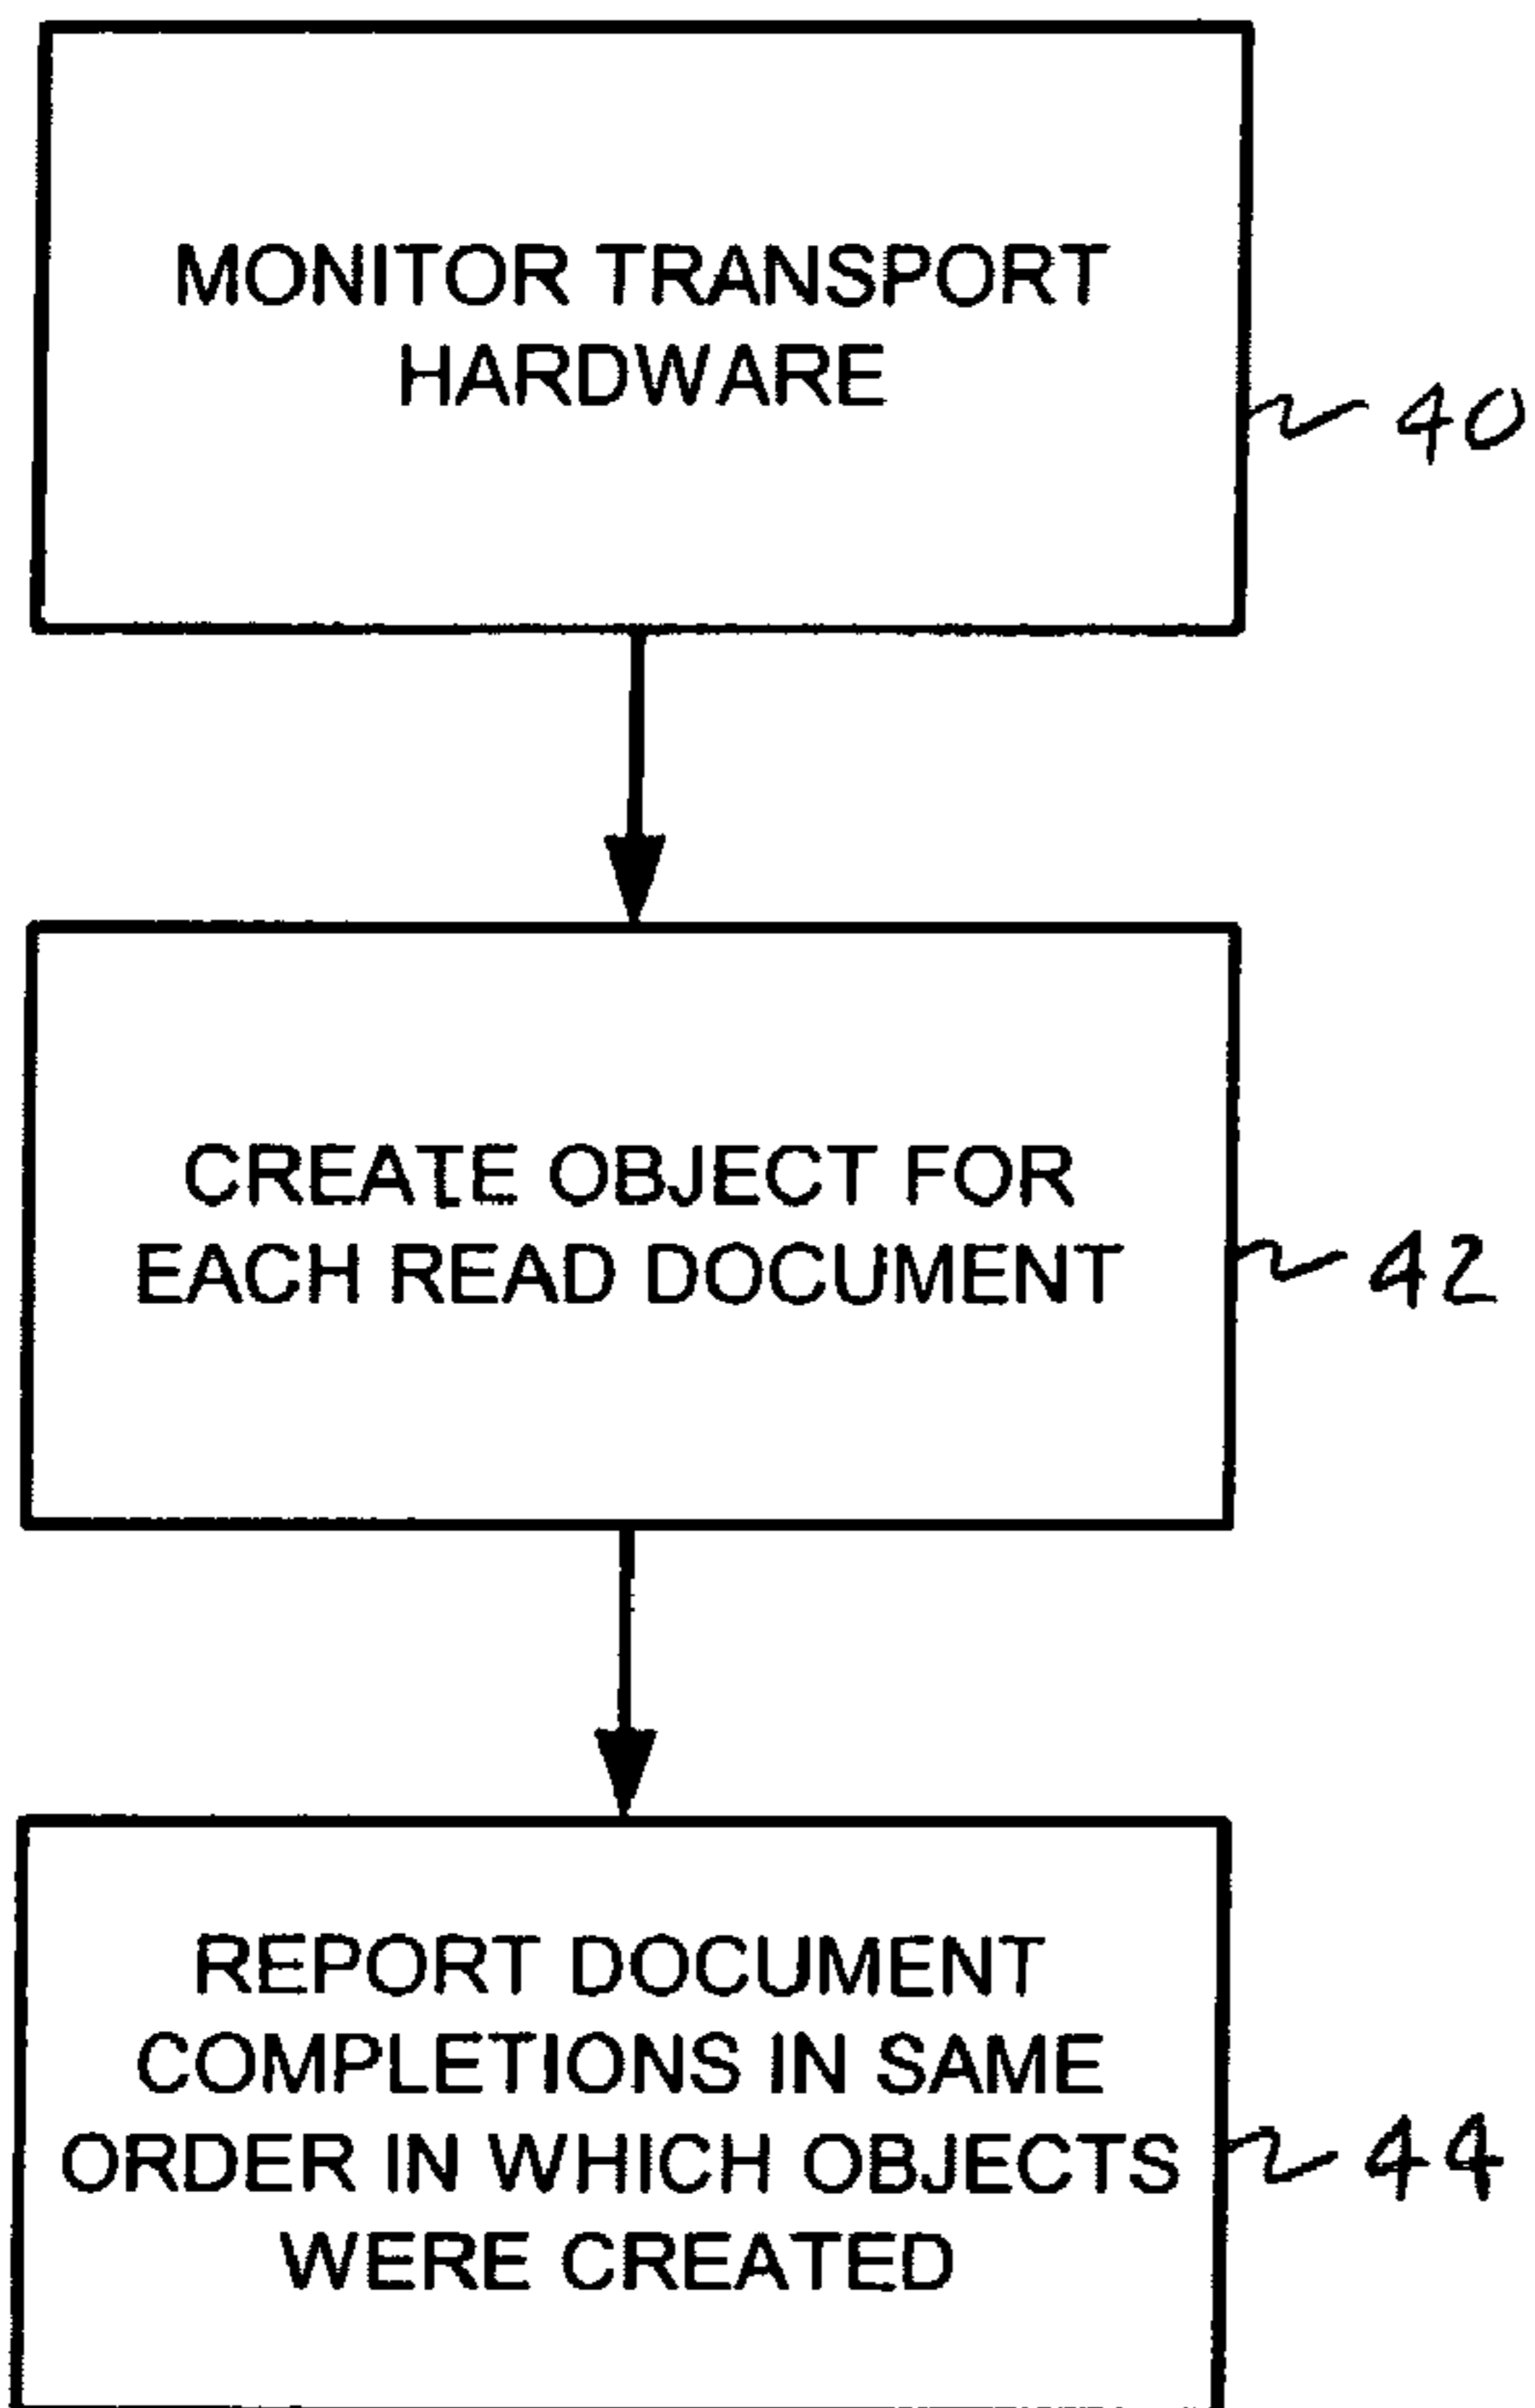 MONITOR TRANSPORT
HARDWARE
40
CREATE OBJECT FOR
EACH READ DOCUMENT
42
REPORT DOCUMENT
COMPLETIONS IN SAME
ORDER IN WHICH OBJECTS
WERE CREATED
44